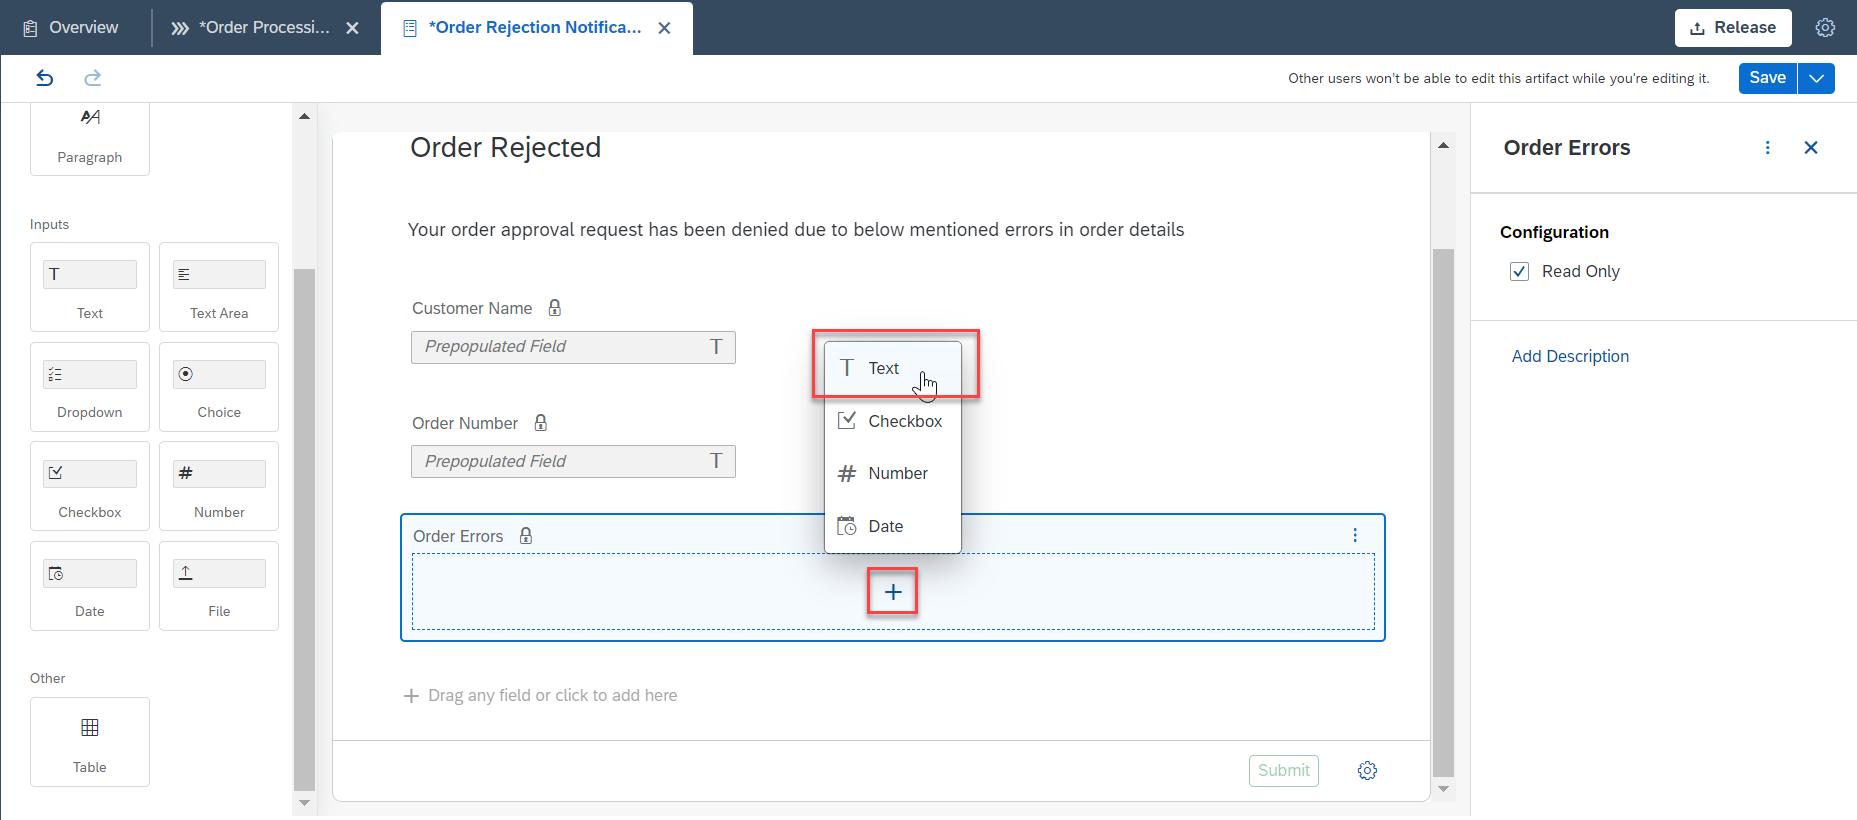 Overview
*Order Processi...
*Order Rejection Notifica...
Release
Other users won't be able to edit this artifact while you're editing it.
Save
Paragraph
Inputs
Text
Text Area
Dropdown
Choice
Checkbox
Number
Date
File
Other
Table
Order Rejected
Your order approval request has been denied due to below mentioned errors in order details
Customer Name
Prepopulated Field
Order Number
Prepopulated Field
Order Errors
Text
Checkbox
Number
Date
Drag any field or click to add here
Submit
Order Errors
Configuration
Read Only
Add Description